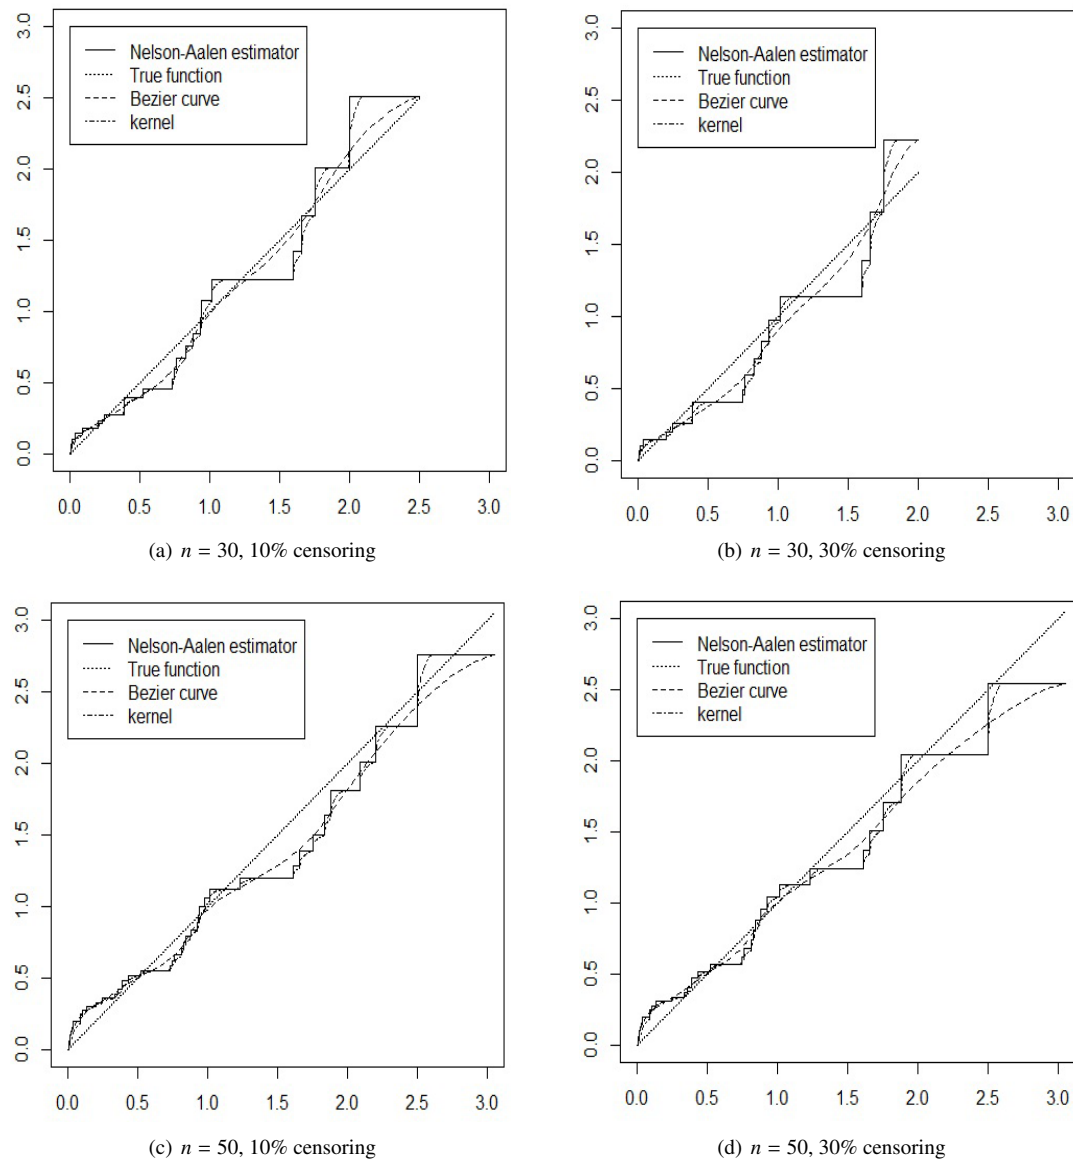 Nelson-Aalen estimator
True function
Bezier curve
kernel
0.0 0.5 1.0 1.5 2.0 2.5 3.0
0.0 0.5 1.0 1.5 2.0 2.5 3.0
(a) n = 30, 10% censoring
Nelson-Aalen estimator
True function
Bezier curve
kernel
0.0 0.5 1.0 1.5 2.0 2.5 3.0
0.0 0.5 1.0 1.5 2.0 2.5 3.0
(b) n = 30, 30% censoring
Nelson-Aalen estimator
True function
Bezier curve
kernel
0.0 0.5 1.0 1.5 2.0 2.5 3.0
0.0 0.5 1.0 1.5 2.0 2.5 3.0
(c) n = 50, 10% censoring
Nelson-Aalen estimator
True function
Bezier curve
kernel
0.0 0.5 1.0 1.5 2.0 2.5 3.0
0.0 0.5 1.0 1.5 2.0 2.5 3.0
(d) n = 50, 30% censoring